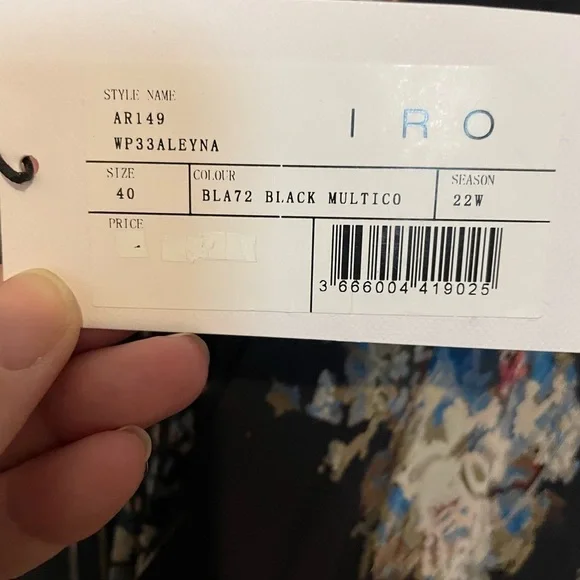 STYLE NAME
AR149
WP33ALEYNA
IRO
SIZE
40
COLOUR
BLA72 BLACK MULTICO
SEASON
22W
PRICE
3 666004 419025